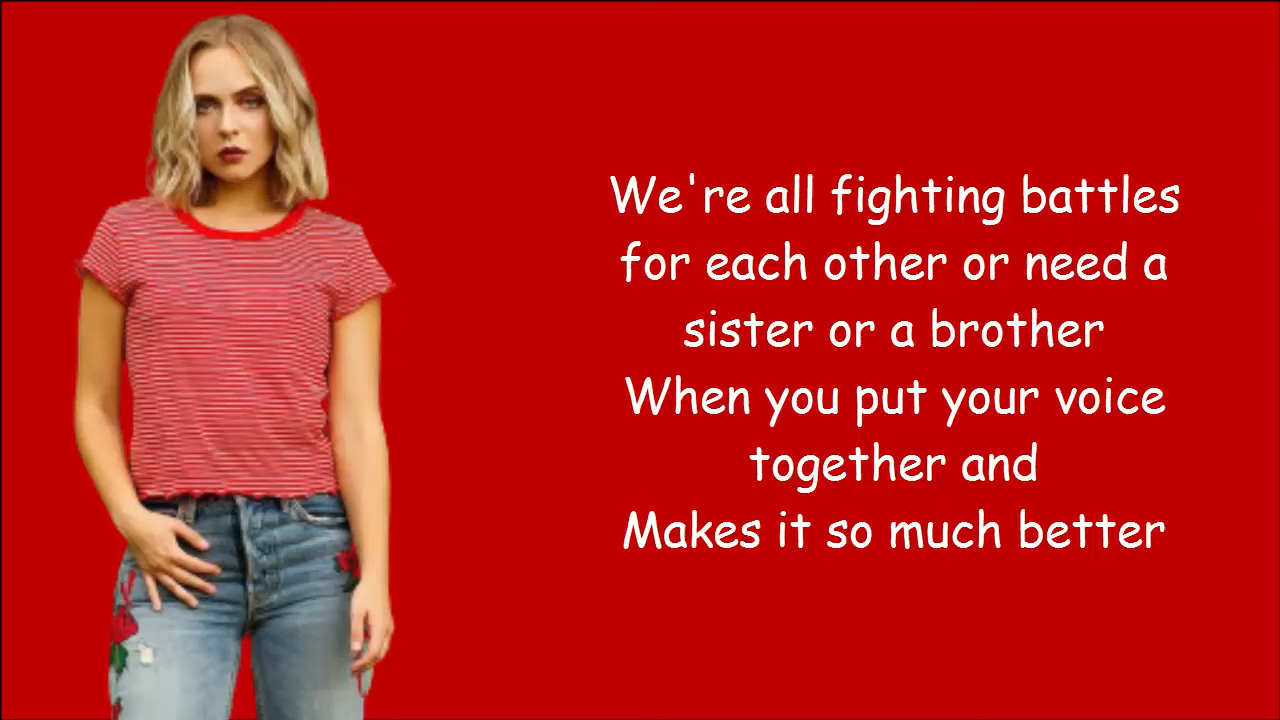 We're all fighting battles
for each other or need a
sister or a brother
When you put your voice
together and
Makes it so much better